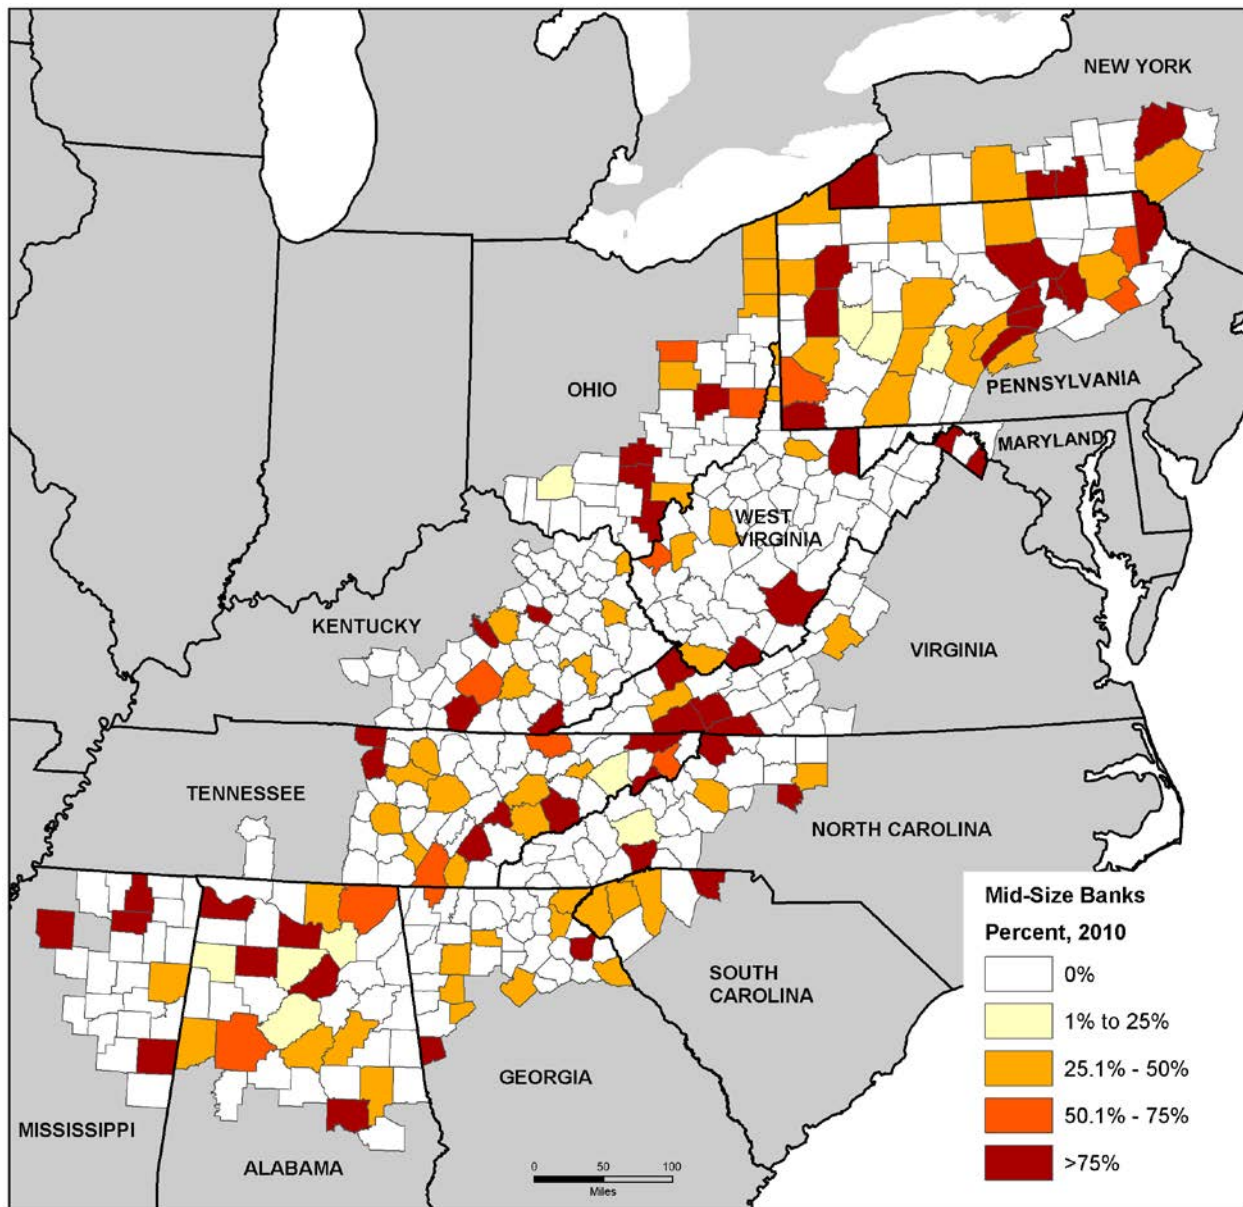 NEW YORK
PENNSYLVANIA
OHIO
MARYLAND
WEST
VIRGINIA
KENTUCKY
VIRGINIA
TENNESSEE
NORTH CAROLINA
Mid-Size Banks
Percent, 2010
0%
1% to 25%
25.1% - 50%
50.1% - 75%
>75%
SOUTH
CAROLINA
GEORGIA
MISSISSIPPI
ALABAMA
0 50 100
Miles